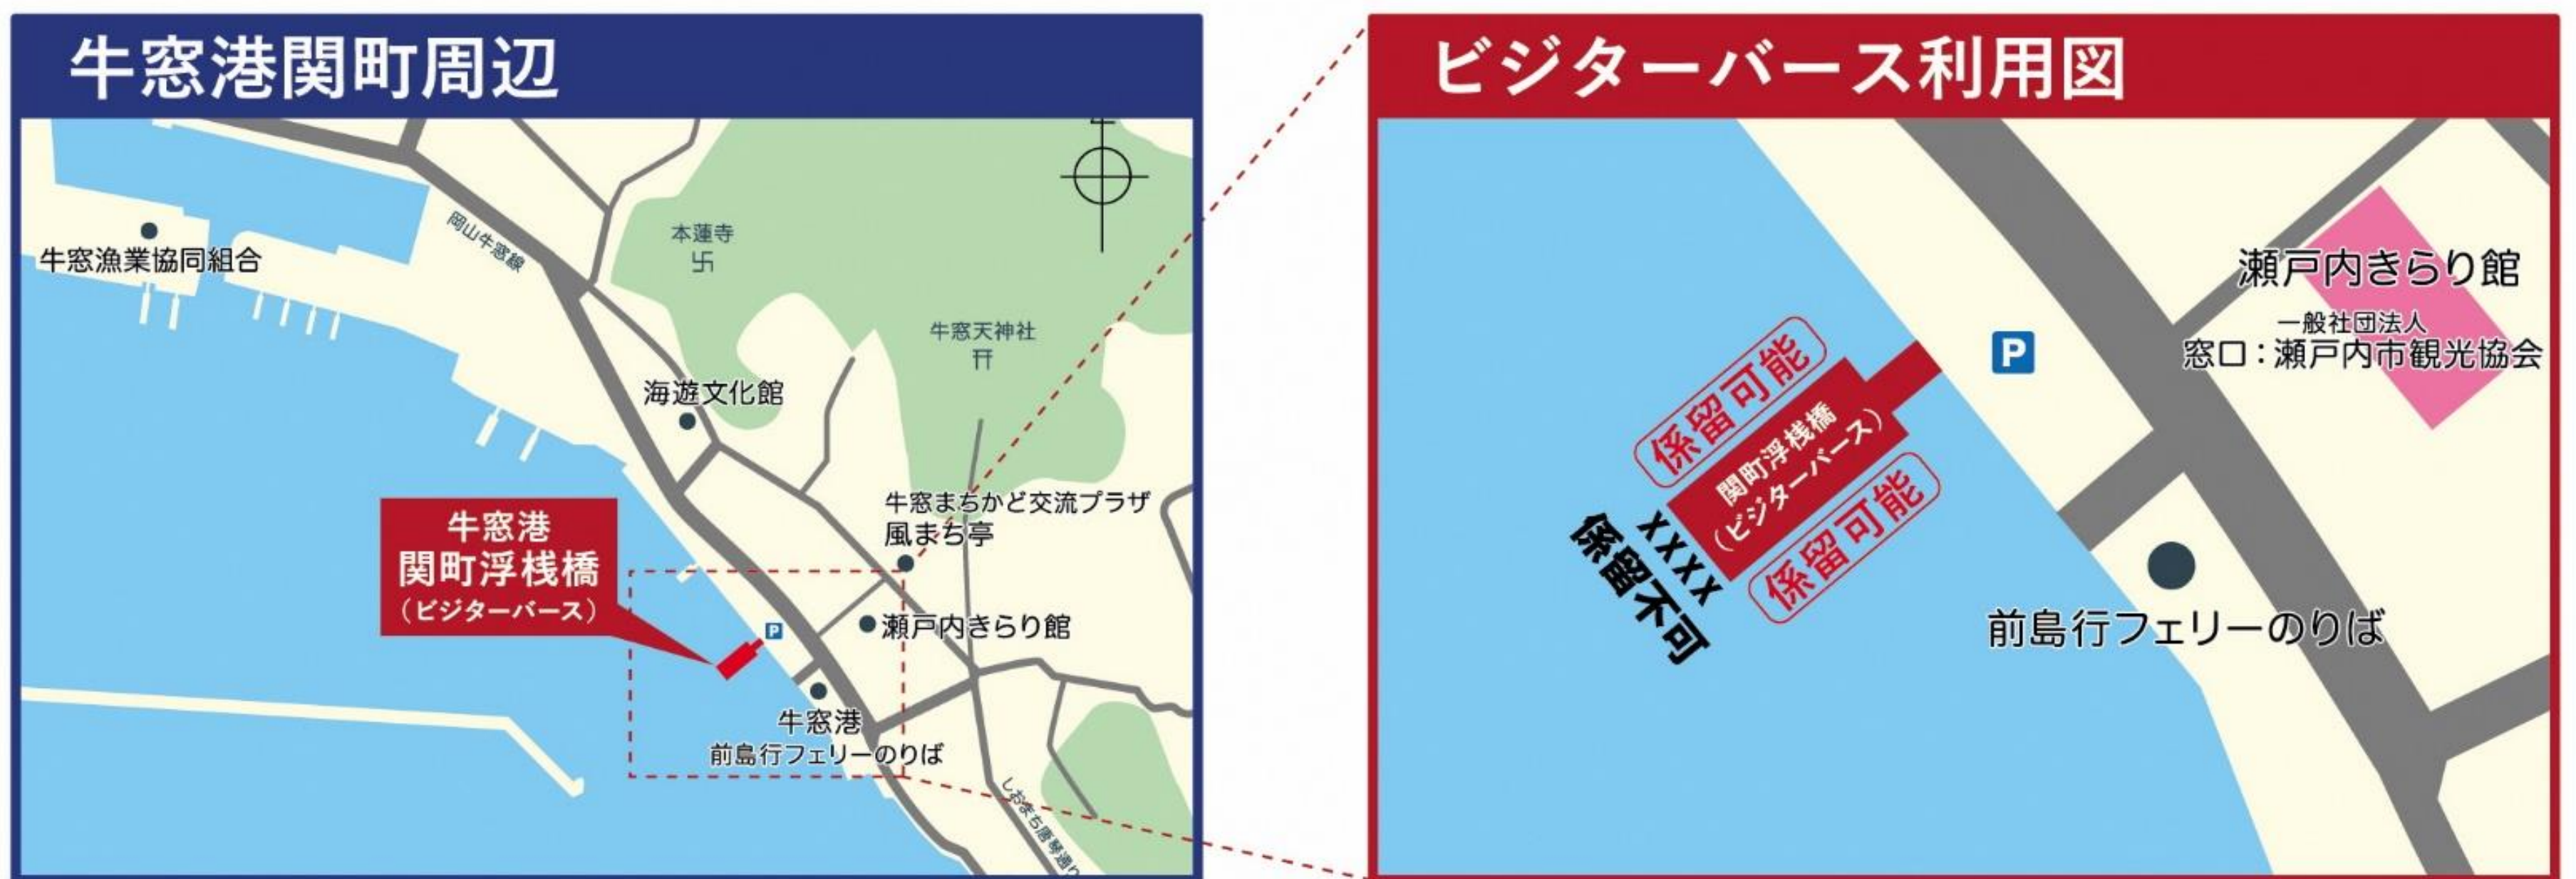 牛窓港関町周辺
牛窓漁業協同組合
岡山牛窓線
本蓮寺
卍
牛窓天神社
海遊文化館
牛窓まちかど交流プラザ
風まち亭
牛窓港
関町浮桟橋
（ビジターバース）
P
瀬戸内きらり館
牛窓港
前島行フェリーのりば
しおまち唐琴通り
ビジターバース利用図
瀬戸内きらり館
一般社団法人
窓口：瀬戸内市観光協会
P
係留可能
関町浮桟橋
（ビジターバース）
係留可能
XXXX
係留不可
前島行フェリーのりば